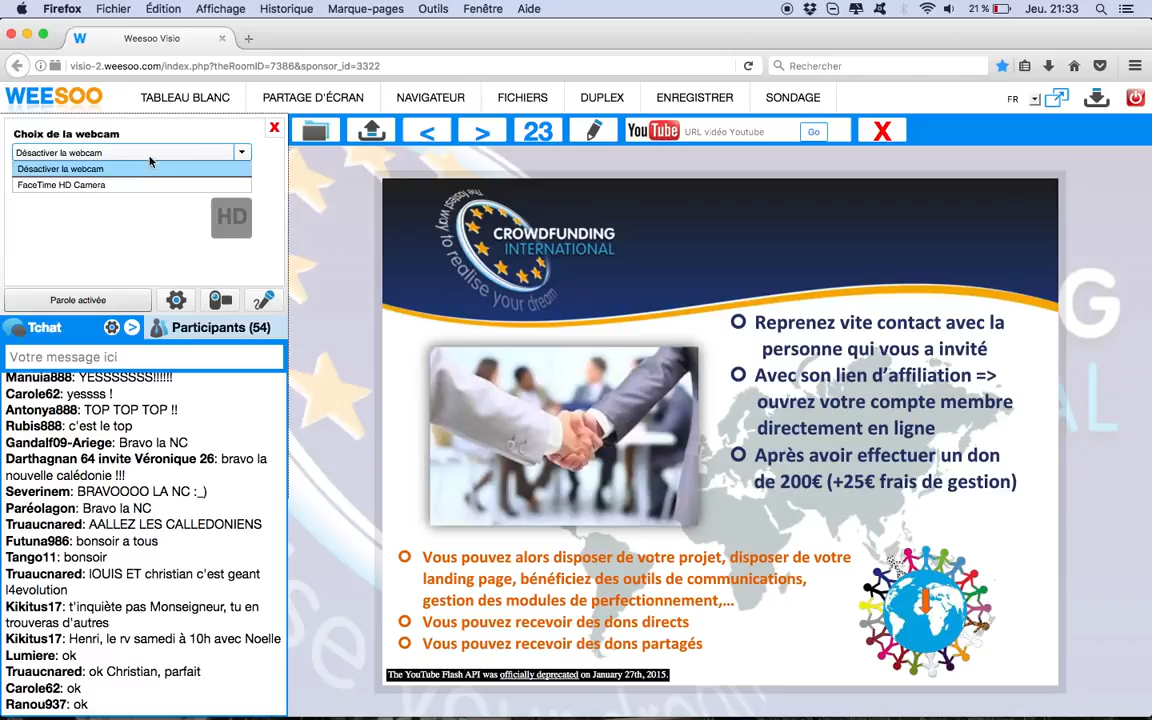 Firefox Fichier Édition Affichage Historique Marque-pages Outils Fenêtre Aide 21 % Jeu. 21:33
W Weesoo Visio
visio-2.weesoo.com/index.php?theRoomID=7386&sponsor_id=3322 Rechercher
WEESOO TABLEAU BLANC PARTAGE D'ÉCRAN NAVIGATEUR FICHIERS DUPLEX ENREGISTRER SONDAGE FR
Choix de la webcam X
Désactiver la webcam
Désactiver la webcam
FaceTime HD Camera
HD
Parole activée
Tchat > Participants (54)
Votre message ici
Manuia888: YESSSSSSS!!!!!!
Carole62: yessss !
Antonya888: TOP TOP TOP !!
Rubis888: c'est le top
Gandalf09-Ariege: Bravo la NC
Darthagnan 64 invite Véronique 26: bravo la
nouvelle calédonie !!!
Severinem: BRAVOOOO LA NC :_)
Paréolagon: Bravo la NC
Truaucnared: AALLEZ LES CALLEDONIENS
Futuna986: bonsoir a tous
Tango11: bonsoir
Truaucnared: lOUIS ET christian c'est geant
l4evolution
Kikitus17: t'inquiète pas Monseigneur, tu en
trouveras d'autres
Kikitus17: Henri, le rv samedi à 10h avec Noelle
Lumiere: ok
Truaucnared: ok Christian, parfait
Carole62: ok
Ranou937: ok
< > 23 You Tube URL vidéo Youtube Go X
CROWDFUNDING
INTERNATIONAL
The fastest way to realise your dream
Reprenez vite contact avec la
personne qui vous a invité
Avec son lien d'affiliation =>
ouvrez votre compte membre
directement en ligne
Après avoir effectuer un don
de 200€ (+25€ frais de gestion)
Vous pouvez alors disposer de votre projet, disposer de votre
landing page, bénéficiez des outils de communications,
gestion des modules de perfectionnement,...
Vous pouvez recevoir des dons directs
Vous pouvez recevoir des dons partagés
The YouTube Flash API was officially deprecated on January 27th, 2015.